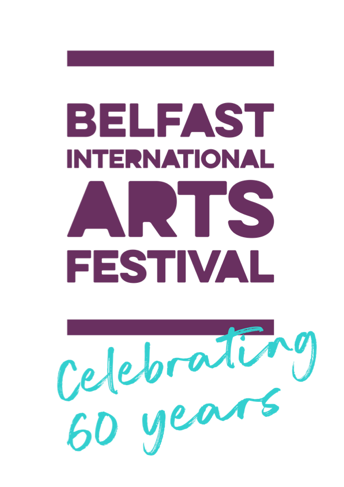 BELFAST
INTERNATIONAL
ARTS
FESTIVAL
Celebrating
60 years